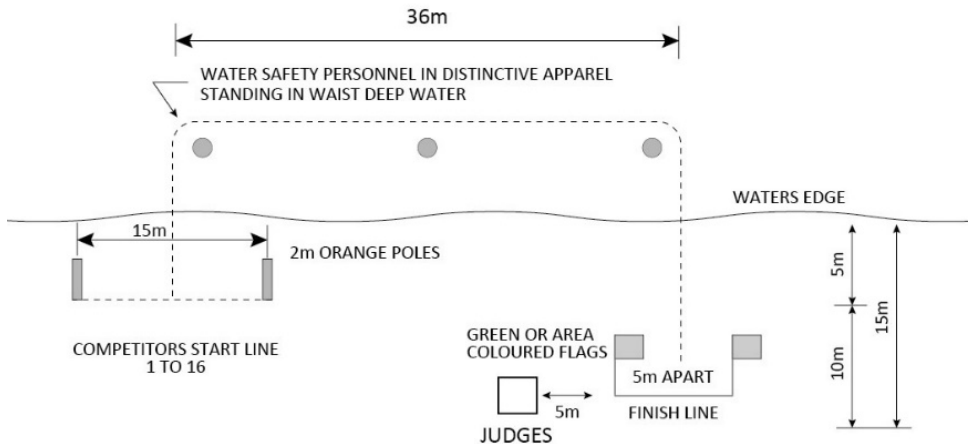 36m
WATER SAFETY PERSONNEL IN DISTINCTIVE APPAREL
STANDING IN WAIST DEEP WATER
WATERS EDGE
15m
2m ORANGE POLES
5m
15m
10m
COMPETITORS START LINE
1 TO 16
GREEN OR AREA
COLOURED FLAGS
5m APART
5m
FINISH LINE
JUDGES